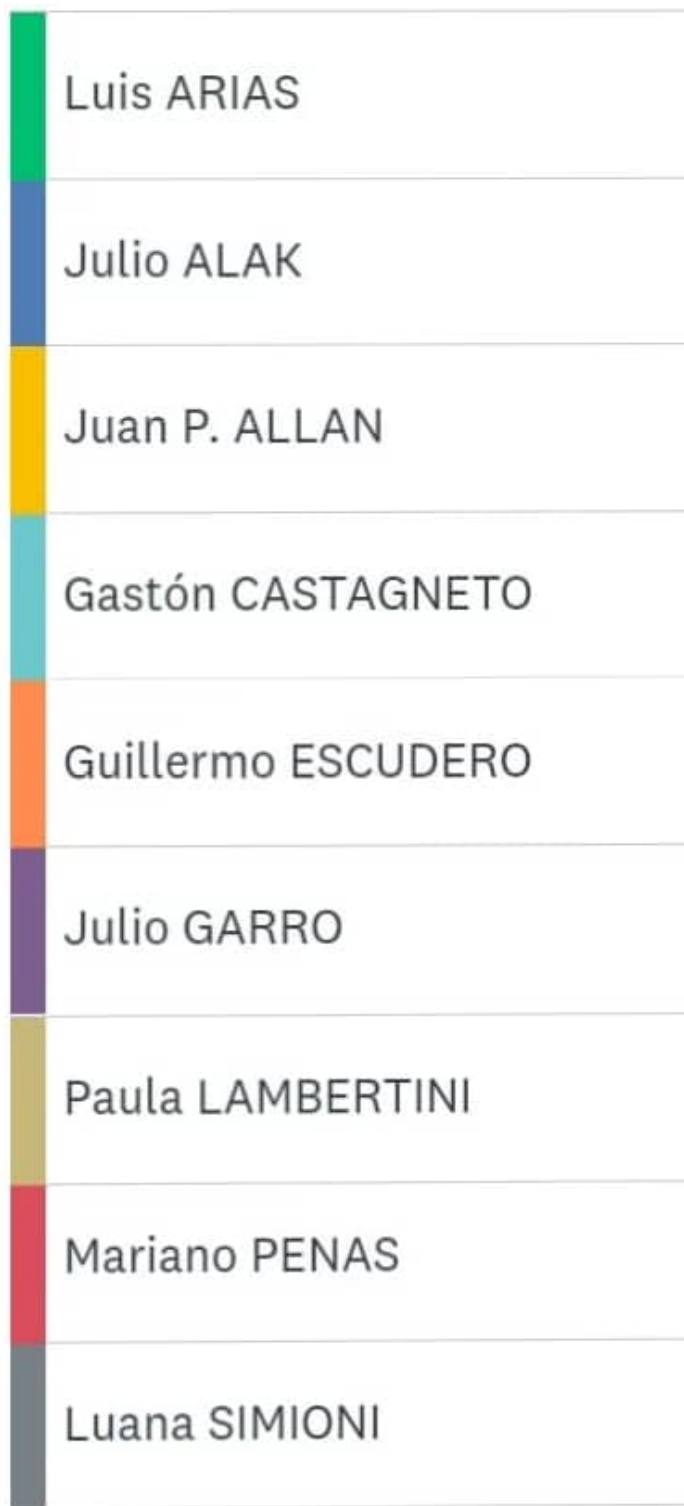 Luis ARIAS
Julio ALAK
Juan P. ALLAN
Gastón CASTAGNETO
Guillermo ESCUDERO
Julio GARRO
Paula LAMBERTINI
Mariano PENAS
Luana SIMIONI